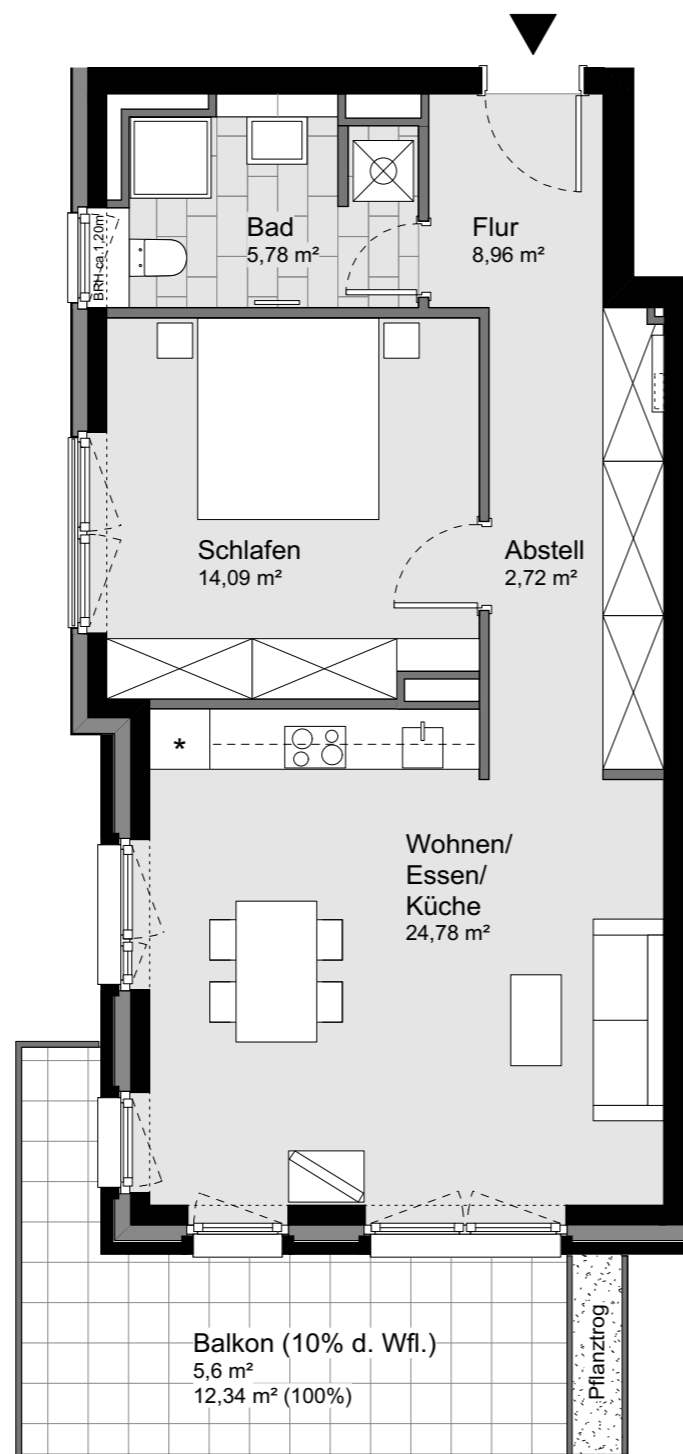 Bad
5,78 m²
Flur
8,96 m²
BRH ca.1,20m
Schlafen
14,09 m²
Abstell
2,72 m²
*
Wohnen/
Essen/
Küche
24,78 m²
Balkon (10% d. Wfl.)
5,6 m²
12,34 m² (100%)
Pflanztrog